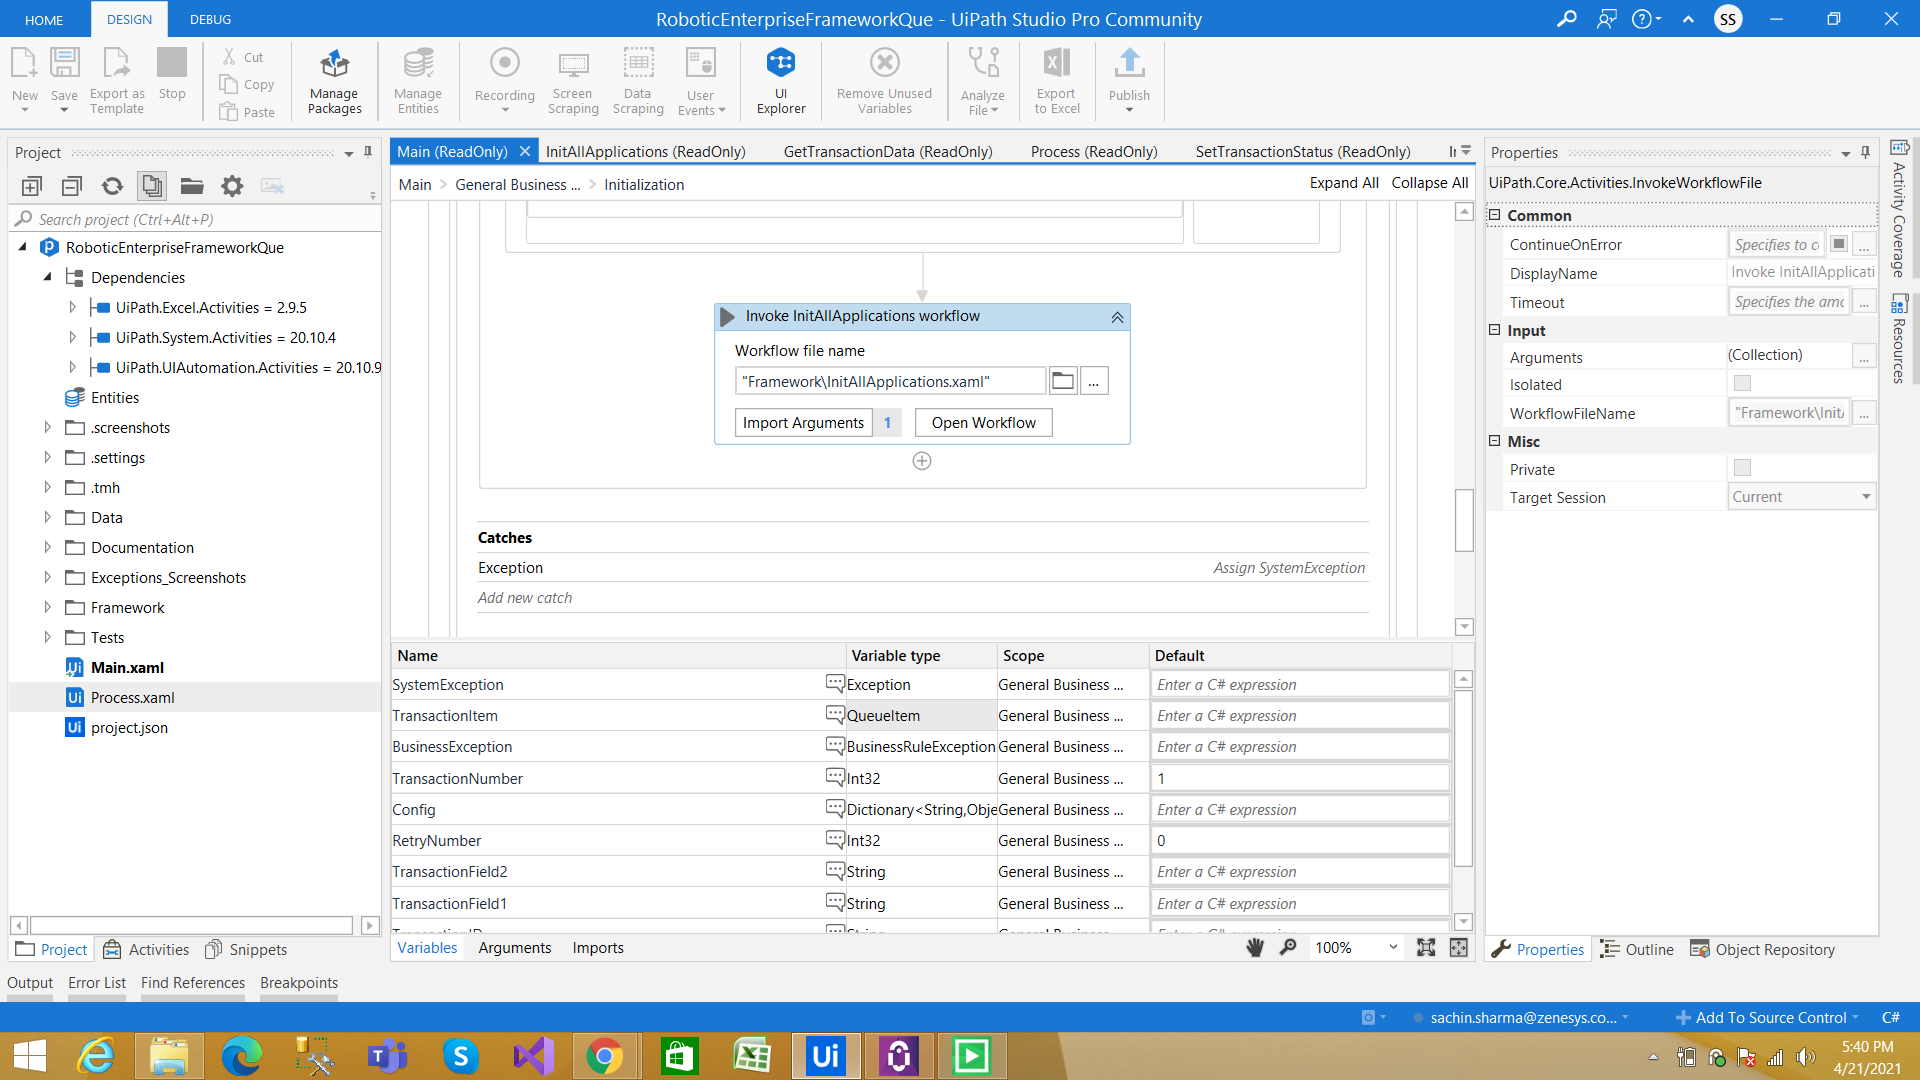 HOME
DESIGN
DEBUG
RoboticEnterpriseFrameworkQue - UiPath Studio Pro Community
SS
New
Save
Export as
Template
Stop
Cut
Copy
Paste
Manage
Packages
Manage
Entities
Recording
Screen
Scraping
Data
Scraping
User
Events
UI
Explorer
Remove Unused
Variables
Analyze
File
Export
to Excel
Publish
Project
Search project (Ctrl+Alt+P)
RoboticEnterpriseFrameworkQue
Dependencies
UiPath.Excel.Activities = 2.9.5
UiPath.System.Activities = 20.10.4
UiPath.UIAutomation.Activities = 20.10.9
Entities
.screenshots
.settings
.tmh
Data
Documentation
Exceptions_Screenshots
Framework
Tests
Main.xaml
Process.xaml
project.json
Project
Activities
Snippets
Main (ReadOnly)
InitAllApplications (ReadOnly)
GetTransactionData (ReadOnly)
Process (ReadOnly)
SetTransactionStatus (ReadOnly)
Main > General Business ... > Initialization
Expand All
Collapse All
Invoke InitAllApplications workflow
Workflow file name
"Framework\InitAllApplications.xaml"
...
Import Arguments
1
Open Workflow
Catches
Exception
Assign SystemException
Add new catch
Name Variable type Scope Default
SystemException Exception General Business ... Enter a C# expression
TransactionItem QueueItem General Business ... Enter a C# expression
BusinessException BusinessRuleException General Business ... Enter a C# expression
TransactionNumber Int32 General Business ... 1
Config Dictionary<String,Obje General Business ... Enter a C# expression
RetryNumber Int32 General Business ... 0
TransactionField2 String General Business ... Enter a C# expression
TransactionField1 String General Business ... Enter a C# expression
Variables
Arguments
Imports
100%
Properties
UiPath.Core.Activities.InvokeWorkflowFile
Common
ContinueOnError Specifies to c ...
DisplayName Invoke InitAllApplicati
Timeout Specifies the amo ...
Input
Arguments (Collection) ...
Isolated
WorkflowFileName "Framework\InitA ...
Misc
Private
Target Session Current
Properties
Outline
Object Repository
Activity Coverage
Resources
Output
Error List
Find References
Breakpoints
sachin.sharma@zenesys.co...
Add To Source Control
C#
Ui
5:40 PM
4/21/2021